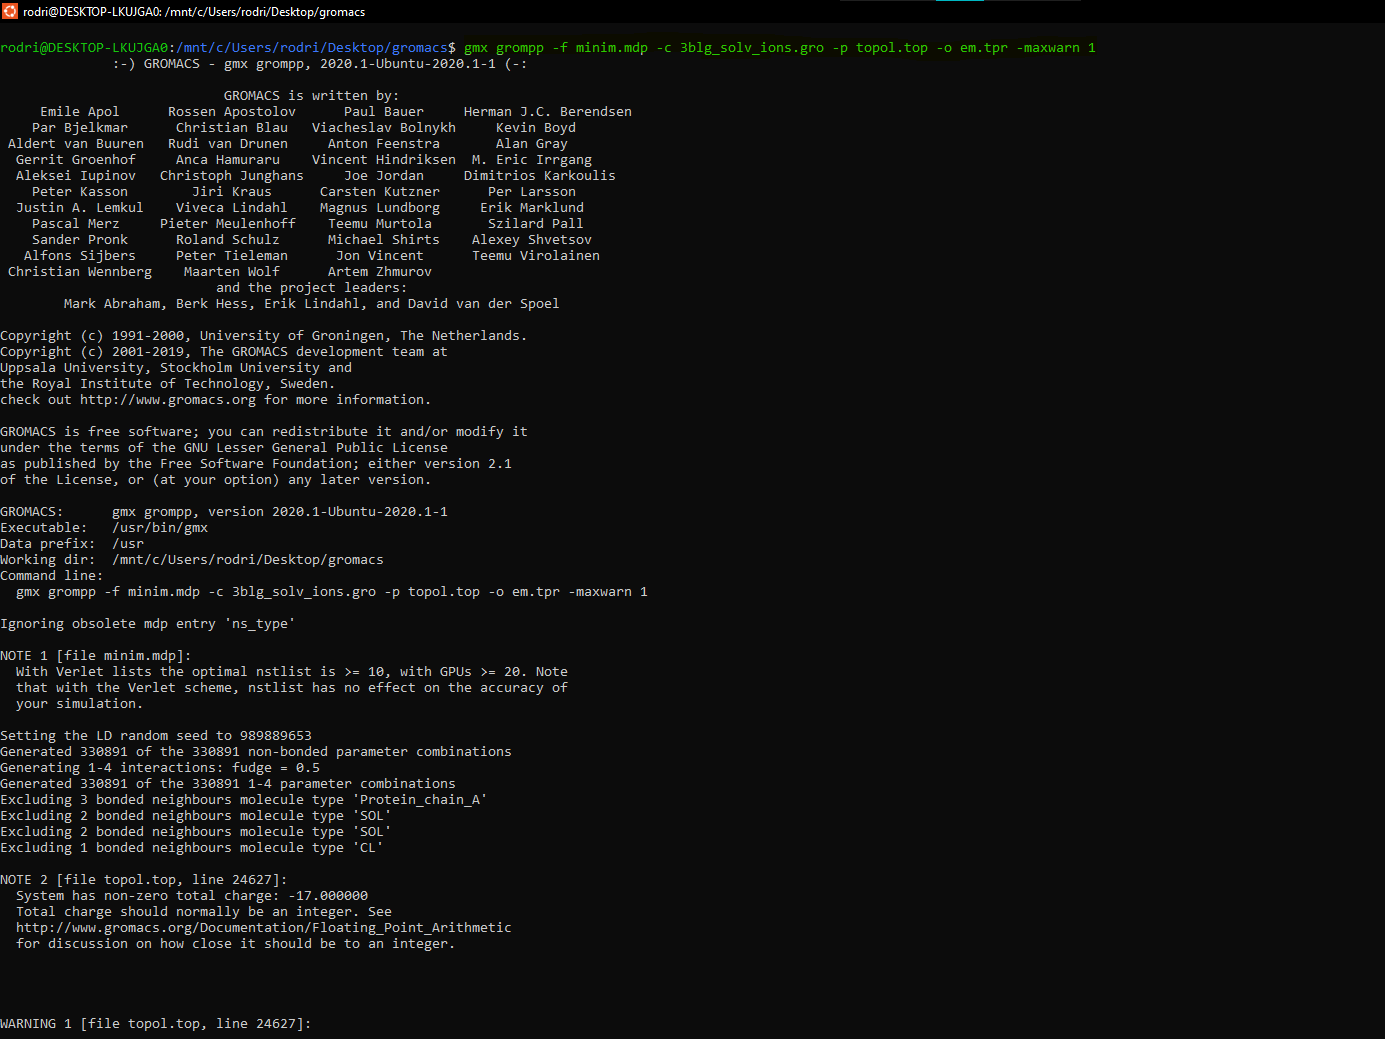 rodri@DESKTOP-LKUJGA0: /mnt/c/Users/rodri/Desktop/gromacs
rodri@DESKTOP-LKUJGA0:/mnt/c/Users/rodri/Desktop/gromacs$ gmx grompp -f minim.mdp -c 3blg_solv_ions.gro -p topol.top -o em.tpr -maxwarn 1
:-) GROMACS - gmx grompp, 2020.1-Ubuntu-2020.1-1 (-:
GROMACS is written by:
Emile Apol Rossen Apostolov Paul Bauer Herman J.C. Berendsen
Par Bjelkmar Christian Blau Viacheslav Bolnykh Kevin Boyd
Aldert van Buuren Rudi van Drunen Anton Feenstra Alan Gray
Gerrit Groenhof Anca Hamuraru Vincent Hindriksen M. Eric Irrgang
Aleksei Iupinov Christoph Junghans Joe Jordan Dimitrios Karkoulis
Peter Kasson Jiri Kraus Carsten Kutzner Per Larsson
Justin A. Lemkul Viveca Lindahl Magnus Lundborg Erik Marklund
Pascal Merz Pieter Meulenhoff Teemu Murtola Szilard Pall
Sander Pronk Roland Schulz Michael Shirts Alexey Shvetsov
Alfons Sijbers Peter Tieleman Jon Vincent Teemu Virolainen
Christian Wennberg Maarten Wolf Artem Zhmurov
and the project leaders:
Mark Abraham, Berk Hess, Erik Lindahl, and David van der Spoel
Copyright (c) 1991-2000, University of Groningen, The Netherlands.
Copyright (c) 2001-2019, The GROMACS development team at
Uppsala University, Stockholm University and
the Royal Institute of Technology, Sweden.
check out http://www.gromacs.org for more information.
GROMACS is free software; you can redistribute it and/or modify it
under the terms of the GNU Lesser General Public License
as published by the Free Software Foundation; either version 2.1
of the License, or (at your option) any later version.
GROMACS: gmx grompp, version 2020.1-Ubuntu-2020.1-1
Executable: /usr/bin/gmx
Data prefix: /usr
Working dir: /mnt/c/Users/rodri/Desktop/gromacs
Command line:
gmx grompp -f minim.mdp -c 3blg_solv_ions.gro -p topol.top -o em.tpr -maxwarn 1
Ignoring obsolete mdp entry 'ns_type'
NOTE 1 [file minim.mdp]:
With Verlet lists the optimal nstlist is >= 10, with GPUs >= 20. Note
that with the Verlet scheme, nstlist has no effect on the accuracy of
your simulation.
Setting the LD random seed to 989889653
Generated 330891 of the 330891 non-bonded parameter combinations
Generating 1-4 interactions: fudge = 0.5
Generated 330891 of the 330891 1-4 parameter combinations
Excluding 3 bonded neighbours molecule type 'Protein_chain_A'
Excluding 2 bonded neighbours molecule type 'SOL'
Excluding 2 bonded neighbours molecule type 'SOL'
Excluding 1 bonded neighbours molecule type 'CL'
NOTE 2 [file topol.top, line 24627]:
System has non-zero total charge: -17.000000
Total charge should normally be an integer. See
http://www.gromacs.org/Documentation/Floating_Point_Arithmetic
for discussion on how close it should be to an integer.
WARNING 1 [file topol.top, line 24627]: